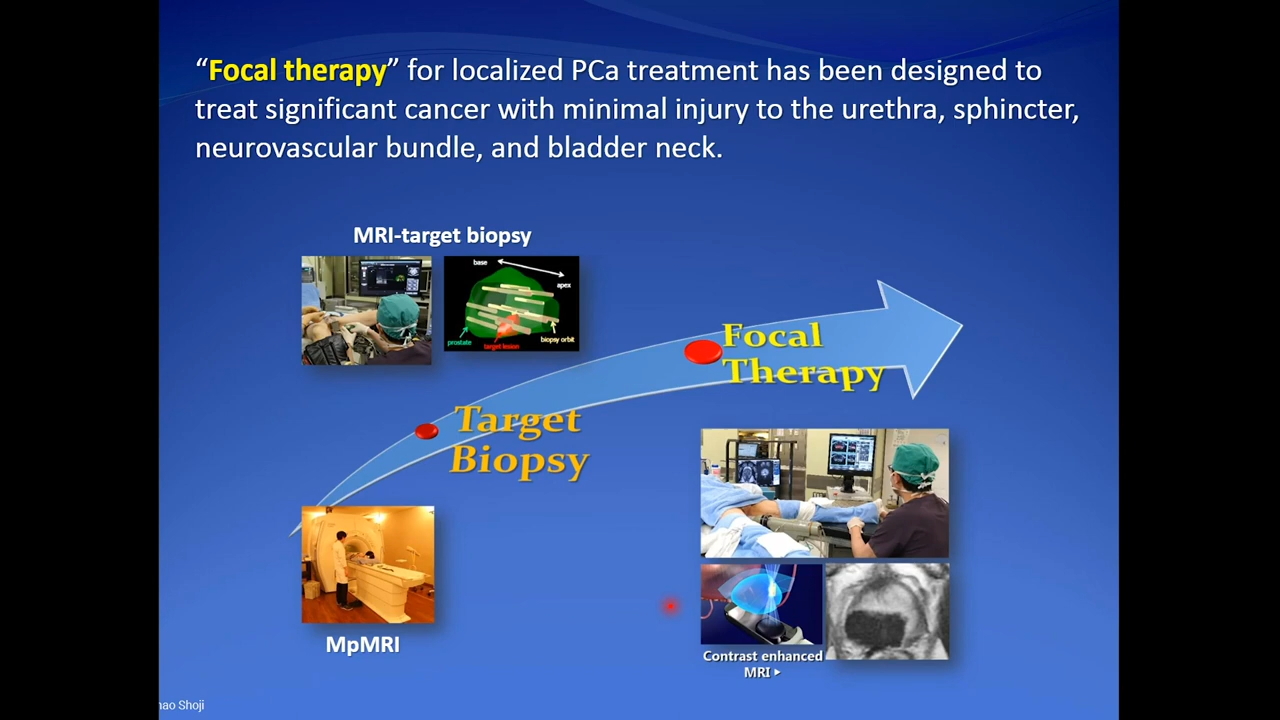 “Focal therapy” for localized PCa treatment has been designed to
treat significant cancer with minimal injury to the urethra, sphincter,
neurovascular bundle, and bladder neck.
MRI-target biopsy
base
apex
prostate
target lesion
biopsy orbit
Focal
Therapy
Target
Biopsy
MpMRI
Contrast enhanced
MRI ▸
Shoji